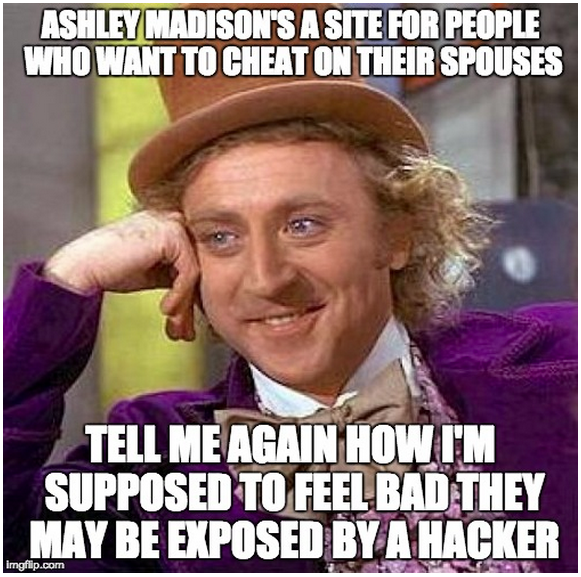 ASHLEY MADISON'S A SITE FOR PEOPLE
WHO WANT TO CHEAT ON THEIR SPOUSES
TELL ME AGAIN HOW I'M
SUPPOSED TO FEEL BAD THEY
MAY BE EXPOSED BY A HACKER
imgflip.com